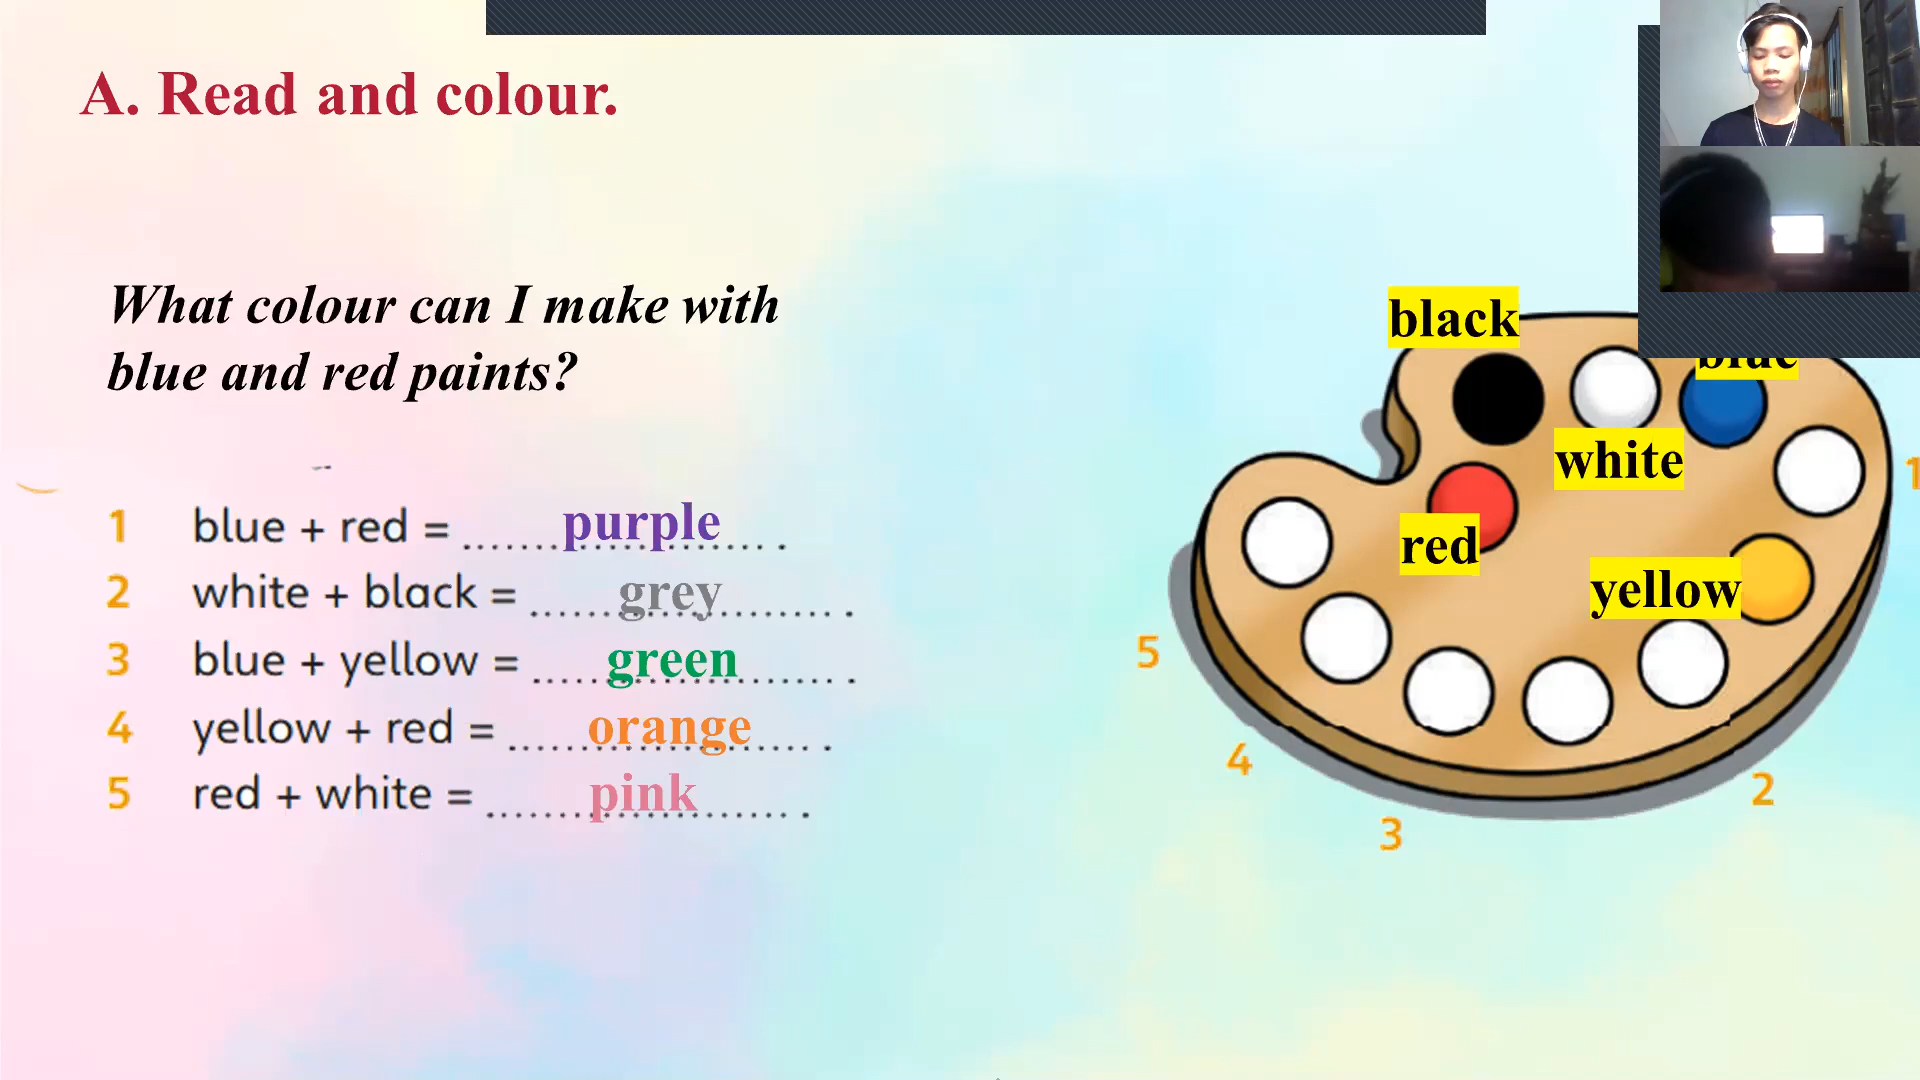 A. Read and colour.
What colour can I make with
blue and red paints?
1 blue + red = purple.
2 white + black = grey.
3 blue + yellow = green.
4 yellow + red = orange.
5 red + white = pink.
black
blue
white
1
red
yellow
5
4
2
3